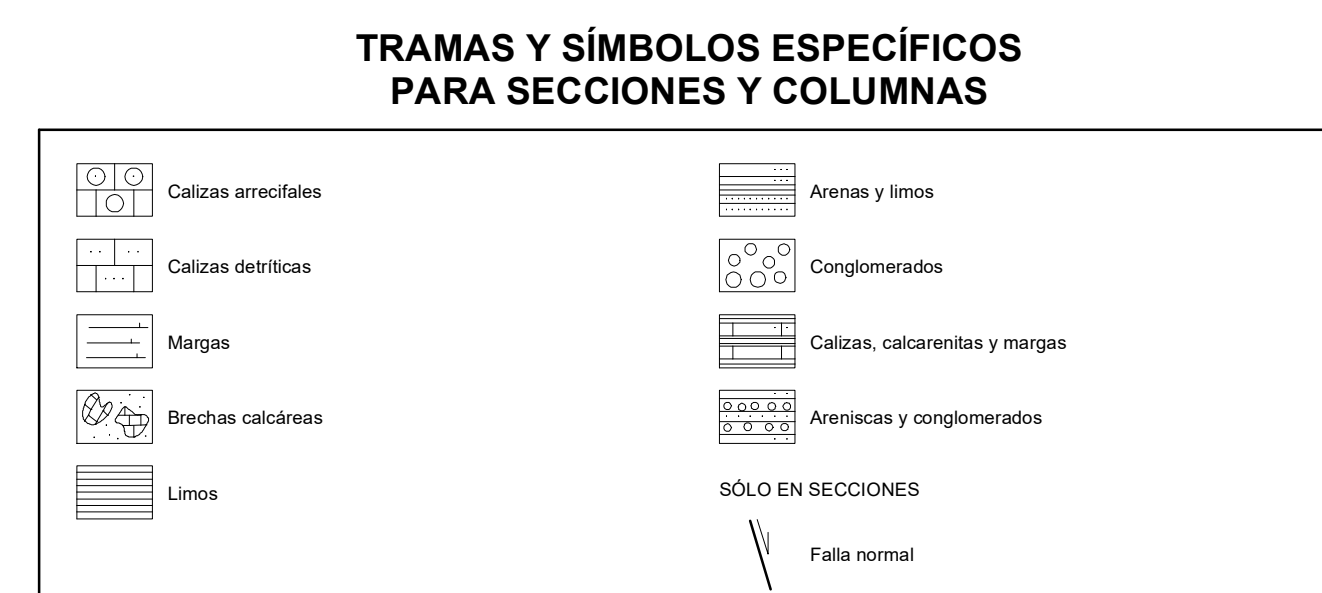 TRAMAS Y SÍMBOLOS ESPECÍFICOS
PARA SECCIONES Y COLUMNAS
Calizas arrecifales
Calizas detríticas
Margas
Brechas calcáreas
Limos
Arenas y limos
Conglomerados
Calizas, calcarenitas y margas
Areniscas y conglomerados
SÓLO EN SECCIONES
Falla normal